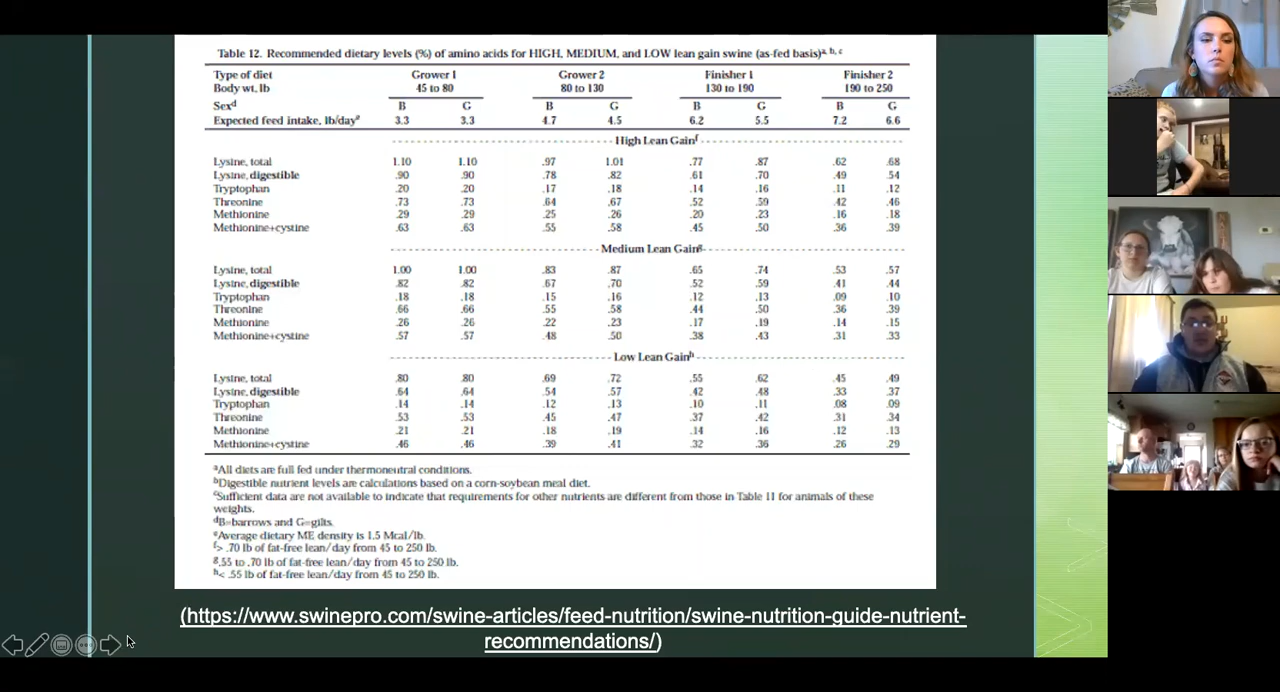 Table 12. Recommended dietary levels (%) of amino acids for HIGH, MEDIUM, and LOW lean gain swine (as-fed basis)a, b, c
Type of diet Grower 1 Grower 2 Finisher 1 Finisher 2
Body wt, lb 45 to 80 80 to 130 130 to 190 190 to 250
Sexd B G B G B G B G
Expected feed intake, lb/daye 3.3 3.3 4.7 4.5 6.2 5.5 7.2 6.6
High Lean Gainf
Lysine, total 1.10 1.10 .97 1.01 .77 .87 .62 .68
Lysine, digestible .90 .90 .78 .82 .61 .70 .49 .54
Tryptophan .20 .20 .17 .18 .14 .16 .11 .12
Threonine .73 .73 .64 .67 .52 .59 .42 .46
Methionine .29 .29 .25 .26 .20 .23 .16 .18
Methionine+cystine .63 .63 .55 .58 .45 .50 .36 .39
Medium Lean Gaing
Lysine, total 1.00 1.00 .83 .87 .65 .74 .53 .57
Lysine, digestible .82 .82 .67 .70 .52 .59 .41 .44
Tryptophan .18 .18 .15 .16 .12 .13 .09 .10
Threonine .66 .66 .55 .58 .44 .50 .36 .39
Methionine .26 .26 .22 .23 .17 .19 .14 .15
Methionine+cystine .57 .57 .48 .50 .38 .43 .31 .33
Low Lean Gainh
Lysine, total .80 .80 .69 .72 .55 .62 .45 .49
Lysine, digestible .64 .64 .54 .57 .42 .48 .33 .37
Tryptophan .14 .14 .12 .13 .10 .11 .08 .09
Threonine .53 .53 .45 .47 .37 .42 .31 .34
Methionine .21 .21 .18 .19 .14 .16 .12 .13
Methionine+cystine .46 .46 .39 .41 .32 .36 .26 .29
aAll diets are full fed under thermoneutral conditions.
bDigestible nutrient levels are calculations based on a corn-soybean meal diet.
cSufficient data are not available to indicate that requirements for other nutrients are different from those in Table 11 for animals of these
weights.
dB=barrows and G=gilts.
eAverage dietary ME density is 1.5 Mcal/lb.
f> .70 lb of fat-free lean/day from 45 to 250 lb.
g.55 to .70 lb of fat-free lean/day from 45 to 250 lb.
h< .55 lb of fat-free lean/day from 45 to 250 lb.
(https://www.swinepro.com/swine-articles/feed-nutrition/swine-nutrition-guide-nutrient-
recommendations/)